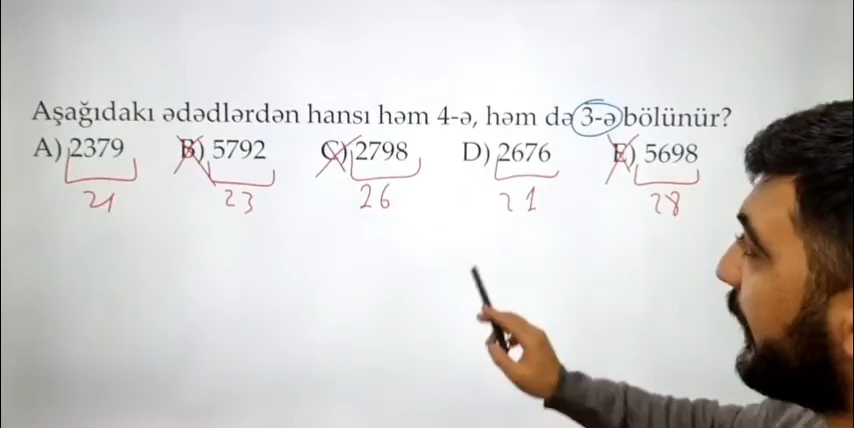 Aşağıdakı ədədlərdən hansı həm 4-ə, həm də 3-ə bölünür?
A) 2379 B) 5792 C) 2798 D) 2676 E) 5698
21 23 26 21 28